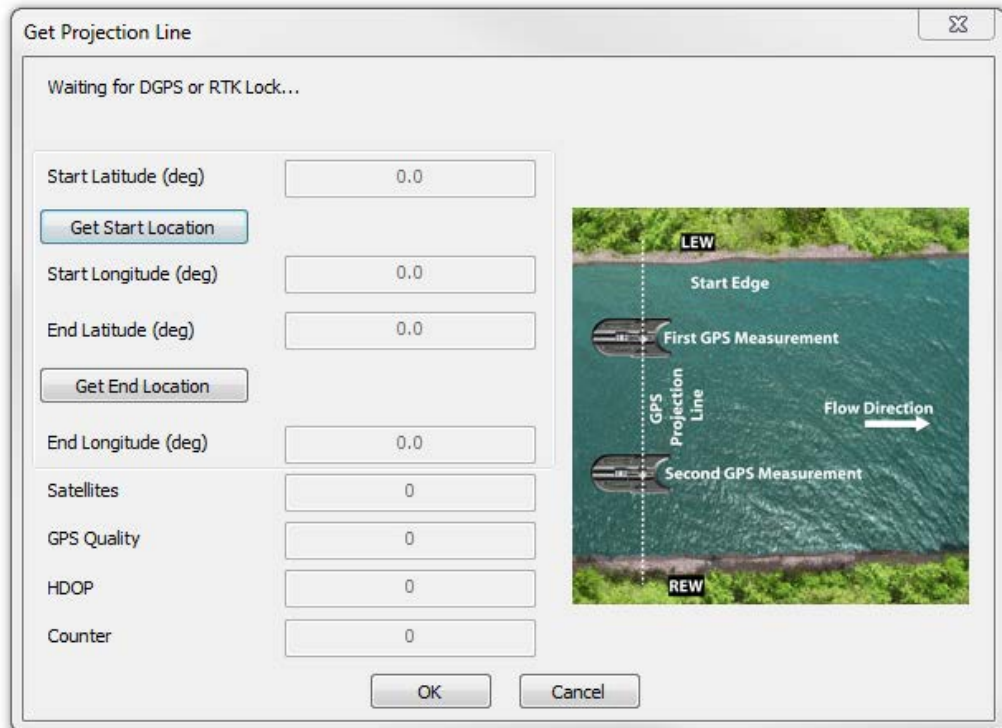 Get Projection Line
Waiting for DGPS or RTK Lock...
Start Latitude (deg) 0.0
Get Start Location
Start Longitude (deg) 0.0
End Latitude (deg) 0.0
Get End Location
End Longitude (deg) 0.0
Satellites 0
GPS Quality 0
HDOP 0
Counter 0
LEW
Start Edge
First GPS Measurement
GPS
Projection
Line
Flow Direction
Second GPS Measurement
REW
OK Cancel